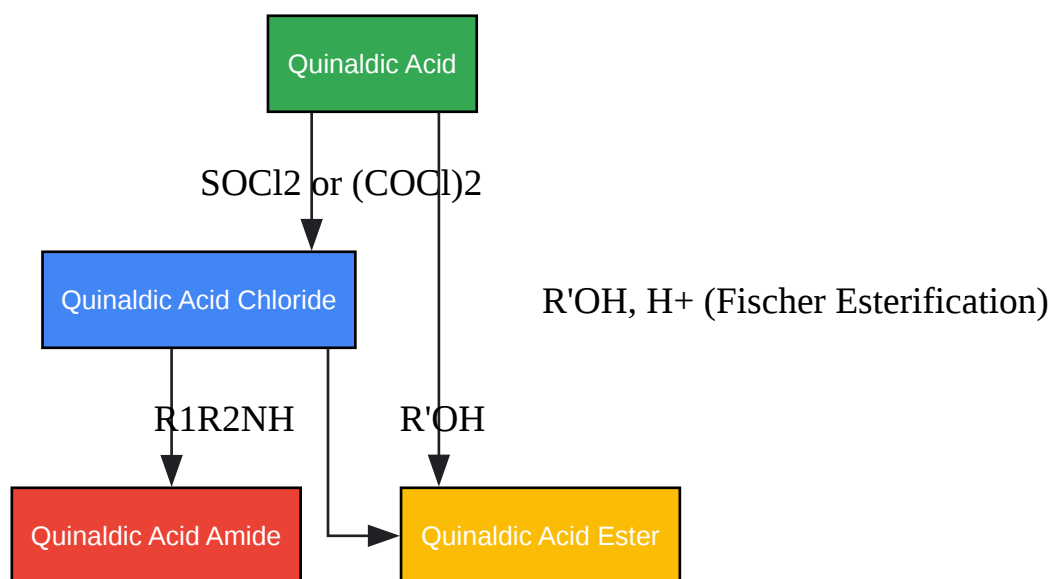 Quinaldic Acid
SOCl2 or (COCl)2
Quinaldic Acid Chloride
R'OH, H+ (Fischer Esterification)
R1R2NH
R'OH
Quinaldic Acid Amide
Quinaldic Acid Ester